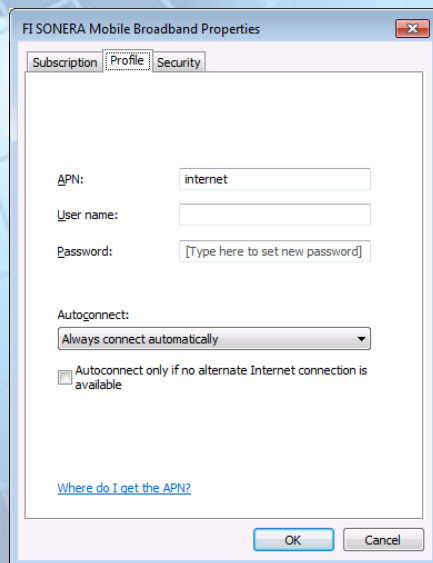 FI SONERA Mobile Broadband Properties
Subscription Profile Security
APN: internet
User name:
Password: [Type here to set new password]
Autoconnect:
Always connect automatically
Autoconnect only if no alternate Internet connection is
available
Where do I get the APN?
OK Cancel